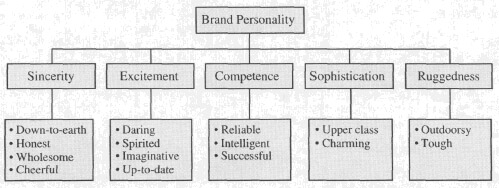 Brand Personality
Sincerity
Excitement
Competence
Sophistication
Ruggedness
• Down-to-earth
• Honest
• Wholesome
• Cheerful
• Daring
• Spirited
• Imaginative
• Up-to-date
• Reliable
• Intelligent
• Successful
• Upper class
• Charming
• Outdoorsy
• Tough